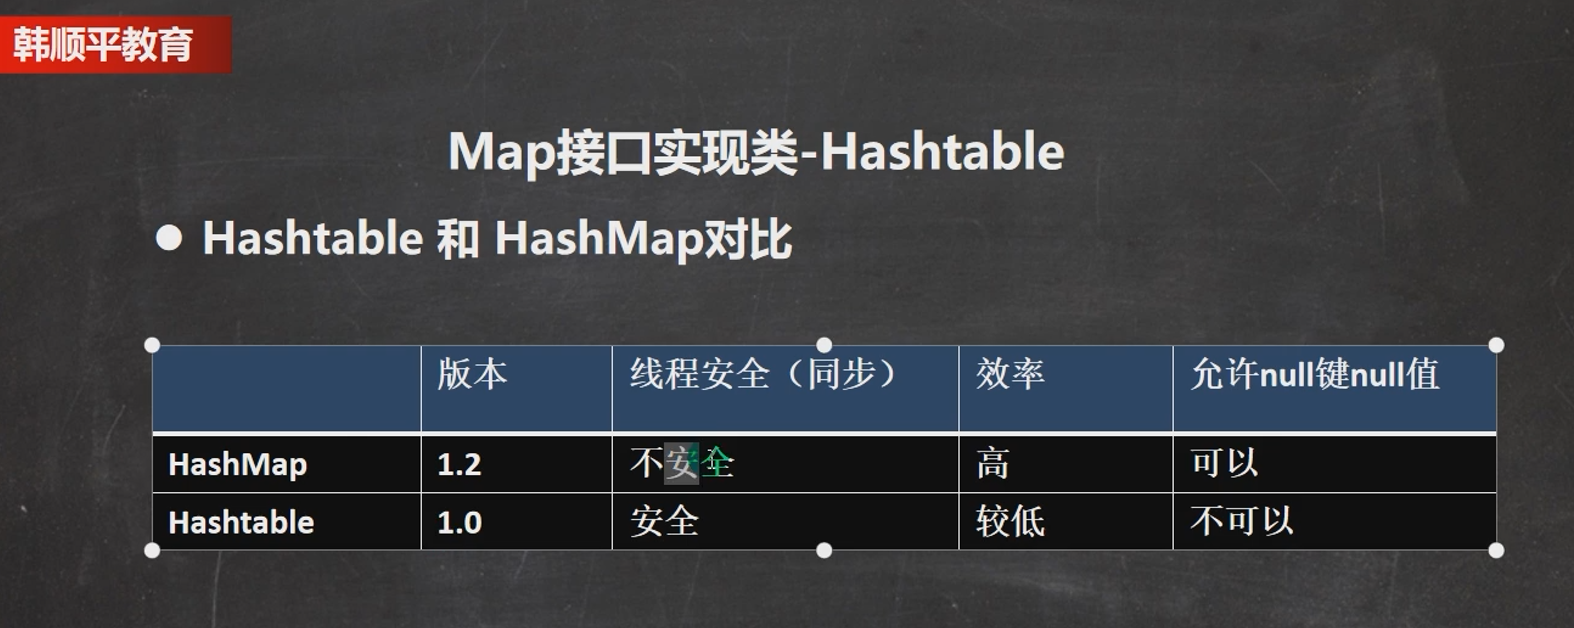 韩顺平教育
Map接口实现类-Hashtable
Hashtable 和 HashMap对比
版本 线程安全（同步） 效率 允许null键null值
HashMap 1.2 不安全 高 可以
Hashtable 1.0 安全 较低 不可以